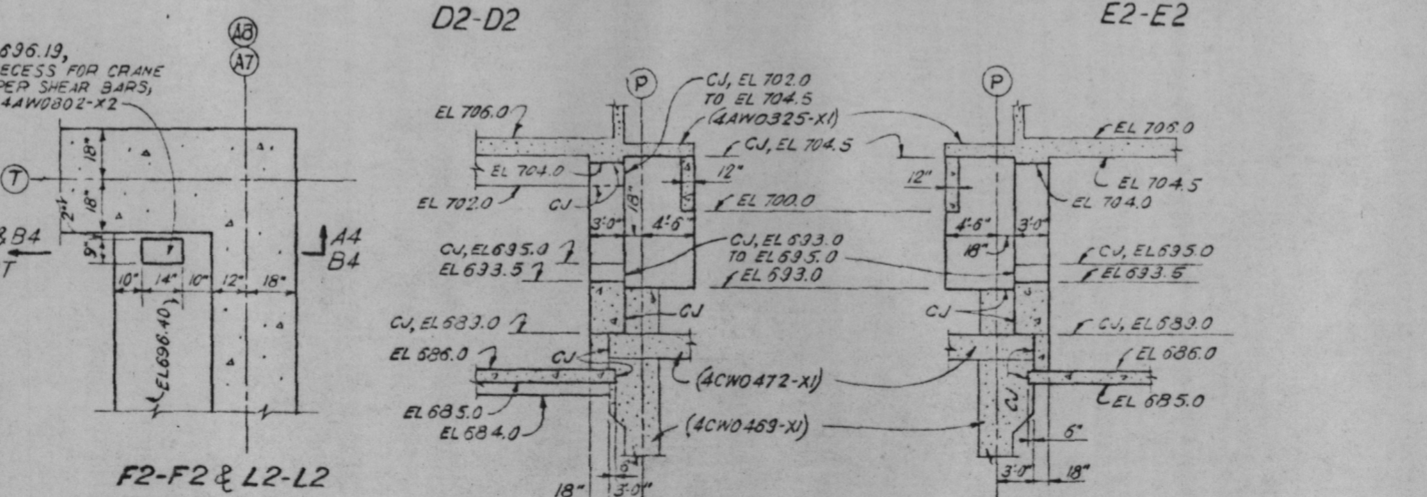 D2-D2
E2-E2
A8
A7
696.19,
ECESS FOR CRANE
PER SHEAR BARS,
4AW0802-X2
18"
T
18"
2"
& B4
T
9"
A4
B4
10"
14"
10"
12"
18"
EL 696.40
F2-F2 & L2-L2
P
CJ, EL 702.0
TO EL 704.5
(4AW0325-X1)
EL 706.0
CJ, EL 704.5
EL 704.0
12"
EL 702.0
CJ
18"
EL 700.0
3'-0"
4'-6"
CJ, EL 695.0
CJ, EL 693.0
TO EL 695.0
EL 693.5
EL 693.0
CJ
CJ, EL 689.0
EL 686.0
CJ
(4CW0472-X1)
EL 685.0
EL 684.0
(4CW0469-X1)
6"
18"
3'-0"
P
EL 706.0
12"
EL 704.5
EL 704.0
4'-6"
3'-0"
18"
CJ, EL 695.0
EL 693.5
CJ
CJ, EL 689.0
EL 686.0
CJ
EL 685.0
6"
3'-0"
18"